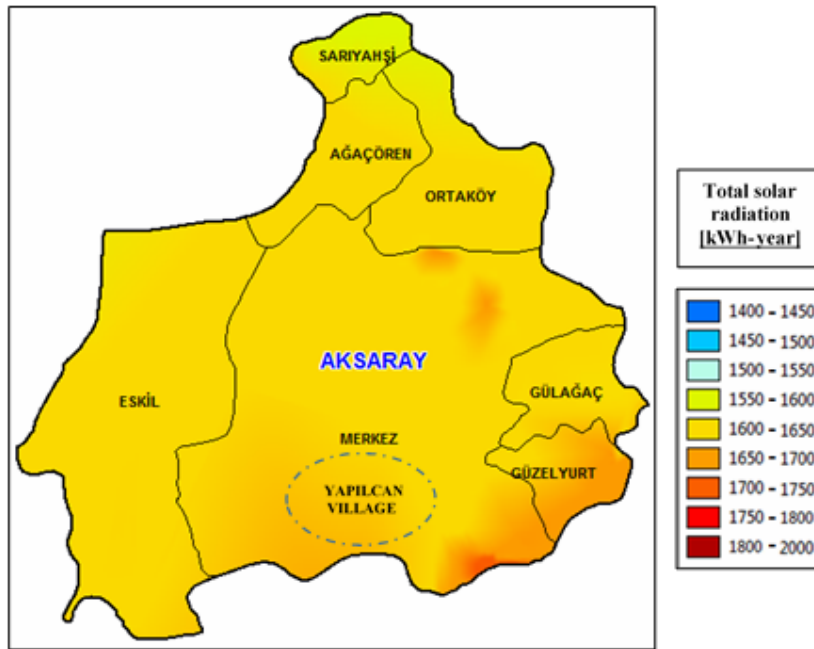 SARIYAHŞİ
AĞAÇÖREN
ORTAKÖY
AKSARAY
ESKİL
GÜLAĞAÇ
MERKEZ
GÜZELYURT
YAPILCAN
VILLAGE
Total solar
radiation
[kWh-year]
1400 - 1450
1450 - 1500
1500 - 1550
1550 - 1600
1600 - 1650
1650 - 1700
1700 - 1750
1750 - 1800
1800 - 2000